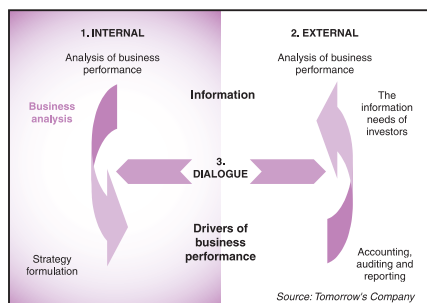 1. INTERNAL
Analysis of business
performance
Business
analysis
Strategy
formulation
Information
3.
DIALOGUE
Drivers of
business
performance
2. EXTERNAL
Analysis of business
performance
The
information
needs of
investors
Accounting,
auditing and
reporting
Source: Tomorrow's Company